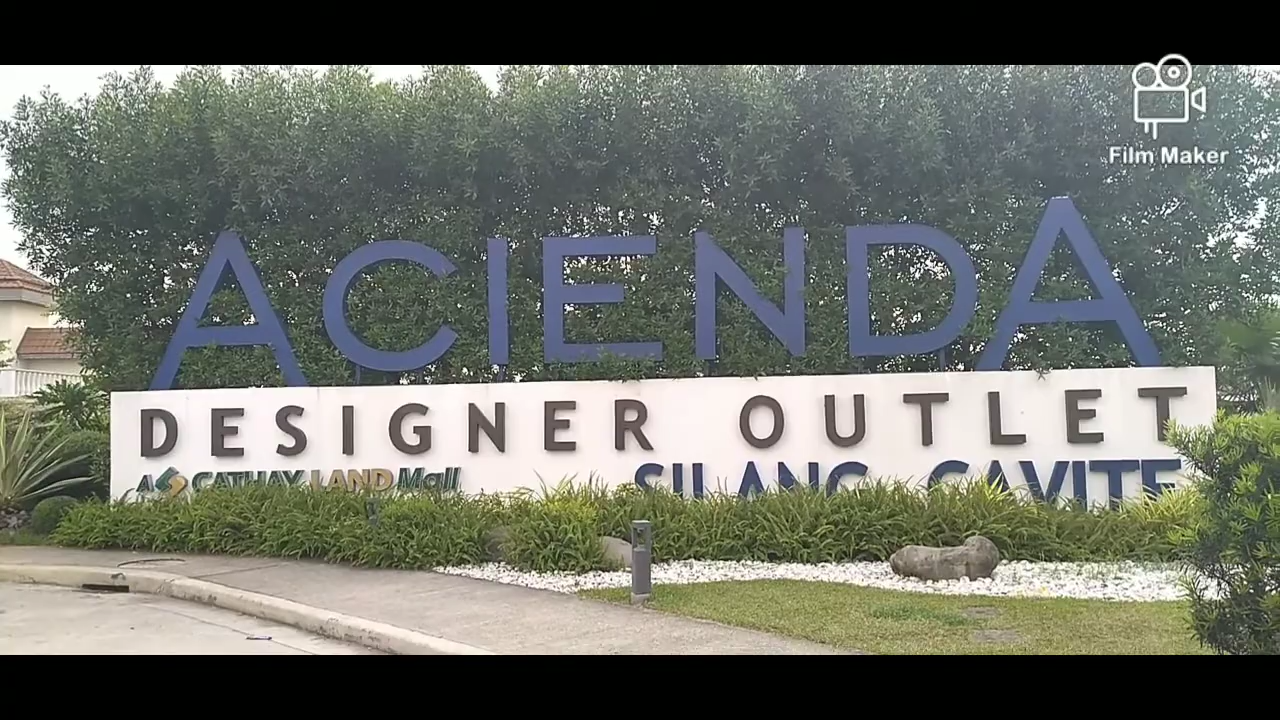 Film Maker
ACIENDA
DESIGNER OUTLET
A CATHAY LAND Mall
SILANG CAVITE